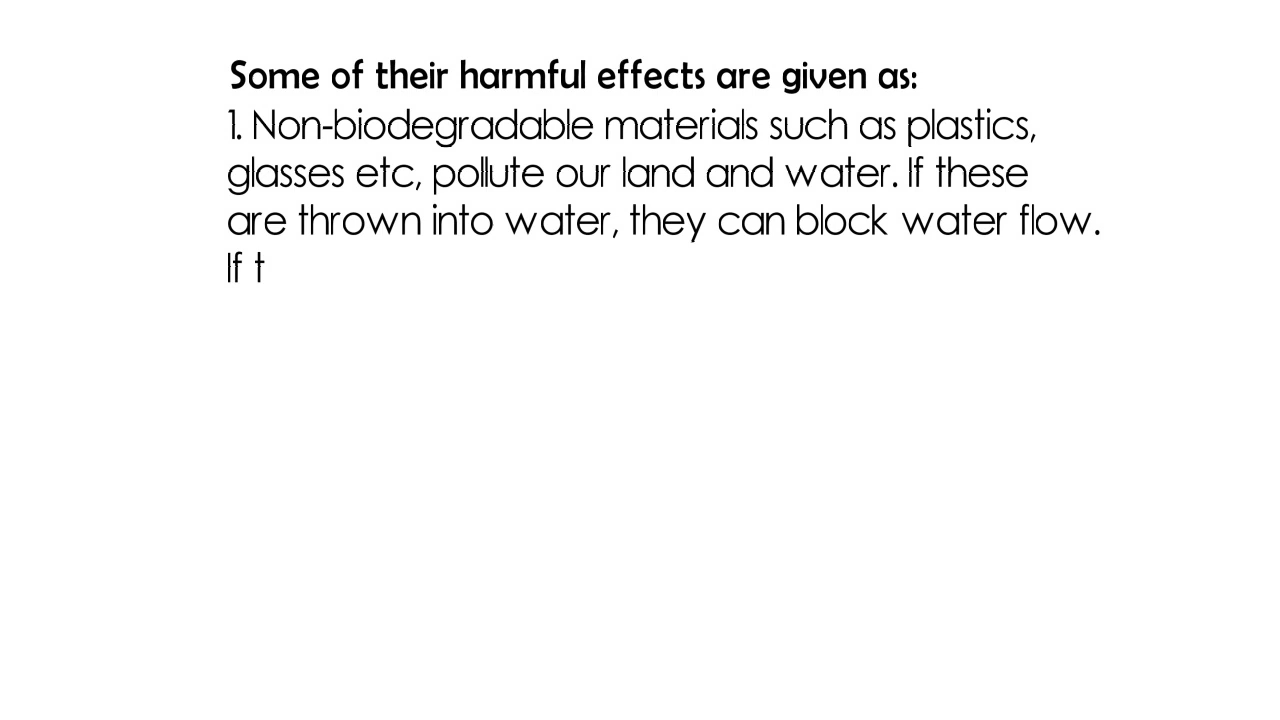 Some of their harmful effects are given as:
1. Non-biodegradable materials such as plastics,
glasses etc, pollute our land and water. If these
are thrown into water, they can block water flow.
If t